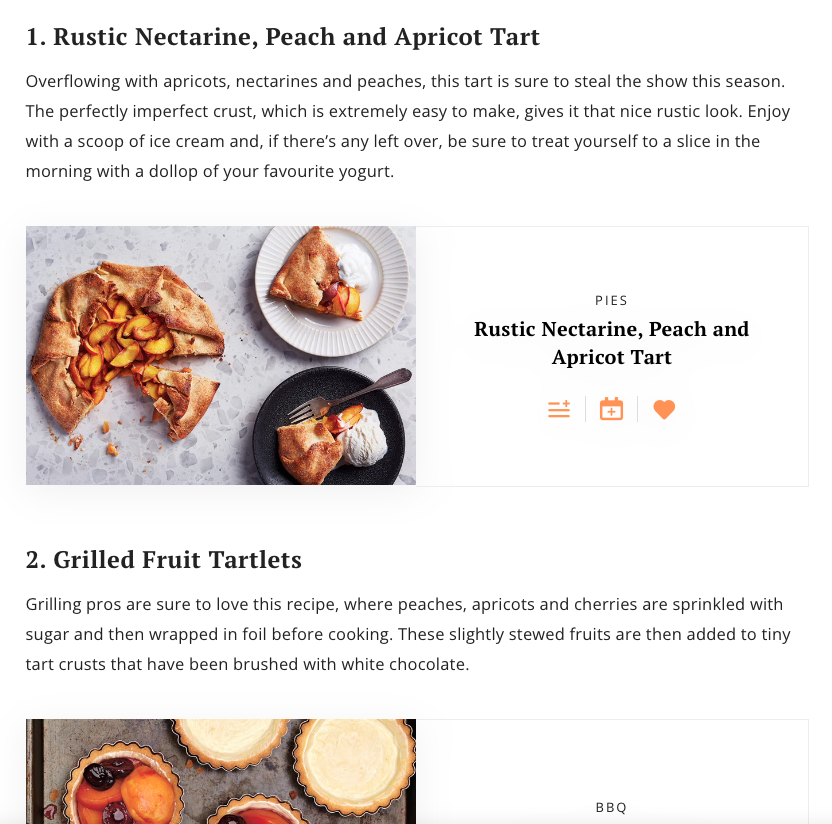 1. Rustic Nectarine, Peach and Apricot Tart
Overflowing with apricots, nectarines and peaches, this tart is sure to steal the show this season.
The perfectly imperfect crust, which is extremely easy to make, gives it that nice rustic look. Enjoy
with a scoop of ice cream and, if there’s any left over, be sure to treat yourself to a slice in the
morning with a dollop of your favourite yogurt.
PIES
Rustic Nectarine, Peach and
Apricot Tart
2. Grilled Fruit Tartlets
Grilling pros are sure to love this recipe, where peaches, apricots and cherries are sprinkled with
sugar and then wrapped in foil before cooking. These slightly stewed fruits are then added to tiny
tart crusts that have been brushed with white chocolate.
BBQ